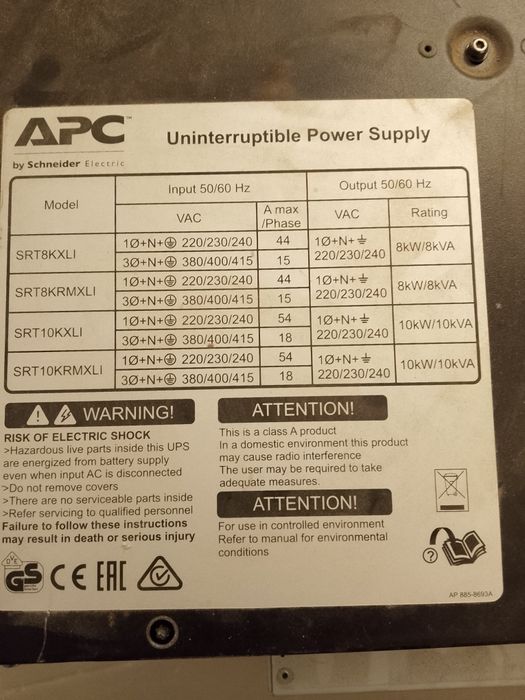 APC™
by Schneider Electric
Uninterruptible Power Supply
Model Input 50/60 Hz Output 50/60 Hz
VAC A max /Phase VAC Rating
SRT8KXLI 1Ø+N+⏚ 220/230/240 44 1Ø+N+⏚ 220/230/240 8kW/8kVA
3Ø+N+⏚ 380/400/415 15
SRT8KRMXLI 1Ø+N+⏚ 220/230/240 44 1Ø+N+⏚ 220/230/240 8kW/8kVA
3Ø+N+⏚ 380/400/415 15
SRT10KXLI 1Ø+N+⏚ 220/230/240 54 1Ø+N+⏚ 220/230/240 10kW/10kVA
3Ø+N+⏚ 380/400/415 18
SRT10KRMXLI 1Ø+N+⏚ 220/230/240 54 1Ø+N+⏚ 220/230/240 10kW/10kVA
3Ø+N+⏚ 380/400/415 18
WARNING!
RISK OF ELECTRIC SHOCK
>Hazardous live parts inside this UPS
are energized from battery supply
even when input AC is disconnected
>Do not remove covers
>There are no serviceable parts inside
>Refer servicing to qualified personnel
Failure to follow these instructions
may result in death or serious injury
ATTENTION!
This is a class A product
In a domestic environment this product
may cause radio interference
The user may be required to take
adequate measures.
ATTENTION!
For use in controlled environment
Refer to manual for environmental
conditions
DVE
GS CE EAC
?
AP 885-8693A